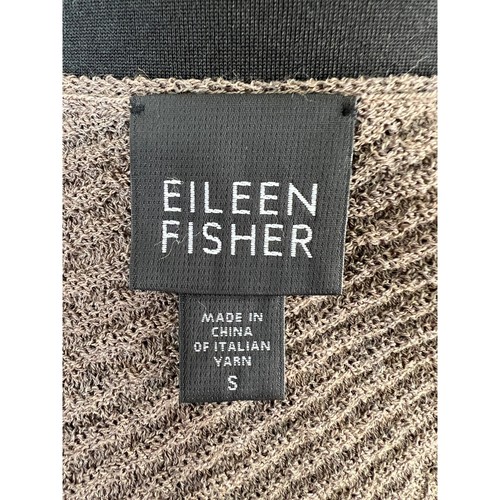 EILEEN
FISHER
MADE IN
CHINA
OF ITALIAN
YARN
S